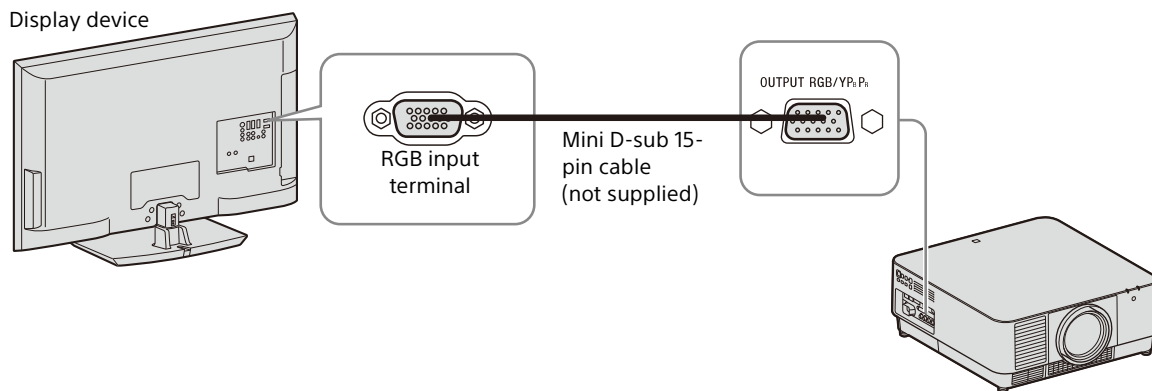 Display device
OUTPUT RGB/YPBPR
RGB input
terminal
Mini D-sub 15-
pin cable
(not supplied)